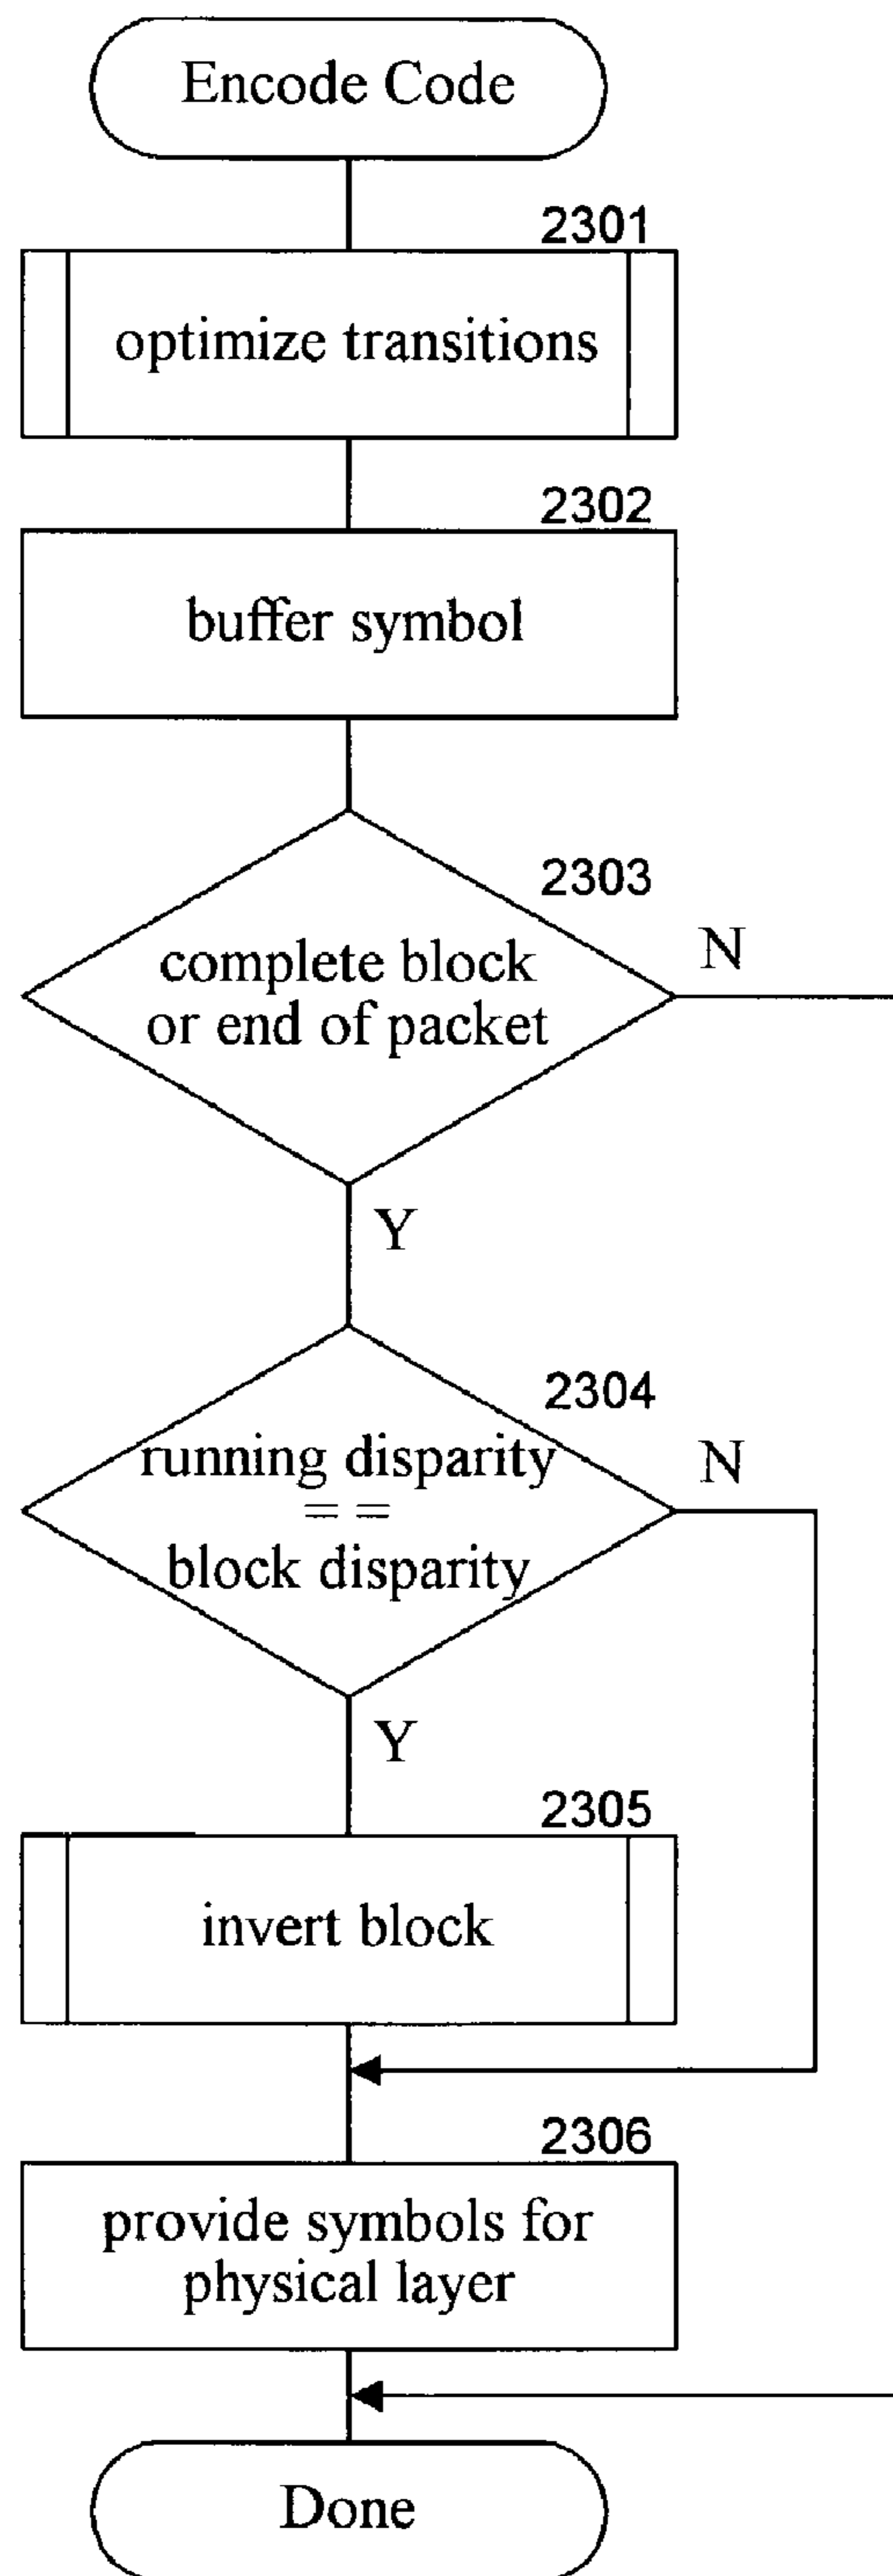 Encode Code
2301
optimize transitions
2302
buffer symbol
2303
complete block
or end of packet
N
Y
2304
running disparity
= =
block disparity
N
Y
2305
invert block
2306
provide symbols for
physical layer
Done